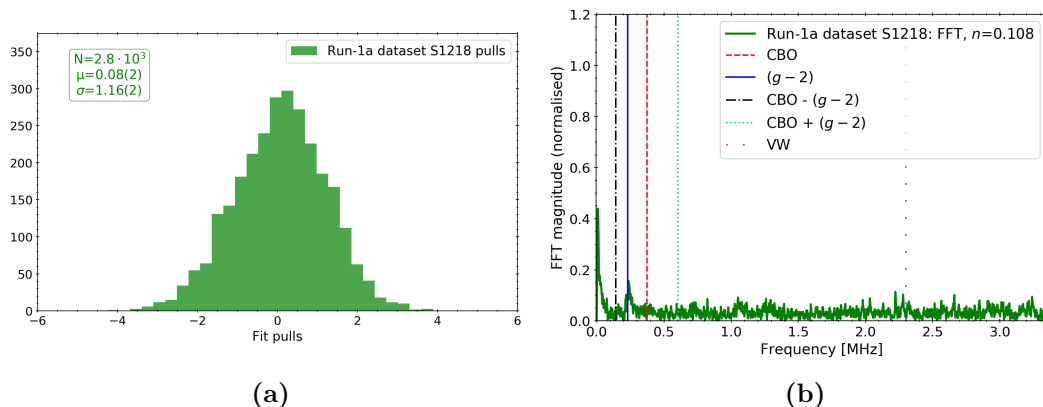 350
300
250
200
150
100
50
0
N=2.8 · 10³
μ=0.08(2)
σ=1.16(2)
Run-1a dataset S1218 pulls
−6 −4 −2 0 2 4 6
Fit pulls
(a)
FFT magnitude (normalised)
1.2
1.0
0.8
0.6
0.4
0.2
0.0
Run-1a dataset S1218: FFT, n=0.108
CBO
(g − 2)
CBO - (g − 2)
CBO + (g − 2)
VW
0.0 0.5 1.0 1.5 2.0 2.5 3.0
Frequency [MHz]
(b)